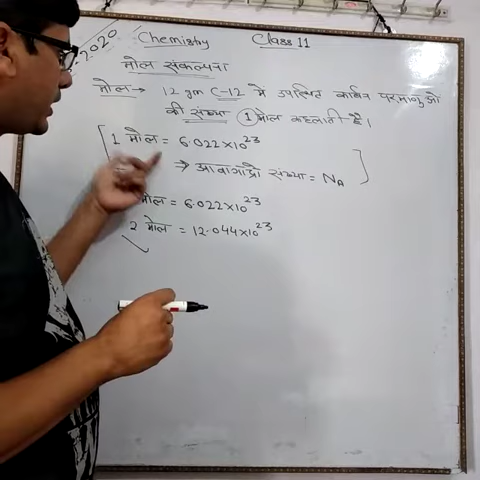 -2020
Chemistry Class 11
मोल संकल्पना
मोल → 12 gm C-12 में उपस्थित कार्बन परमाणुओ
की संख्या 1 मोल कहलाती है।
1 मोल = 6.022×10²³
→ आवागाद्रो संख्या = N_A
मोल = 6.022×10²³
2 मोल = 12.044×10²³